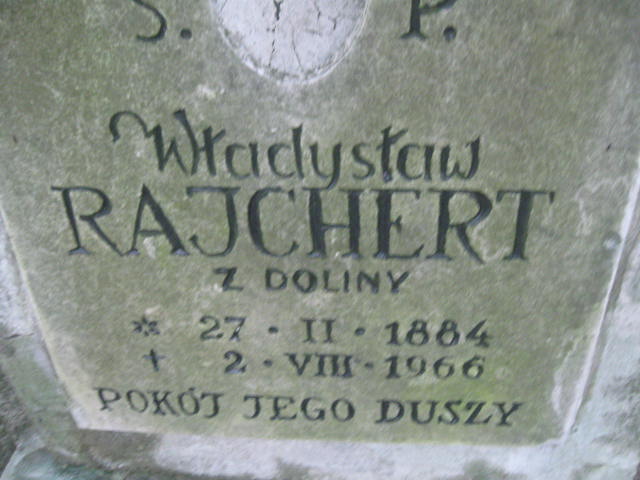 S. P.
Władysław
RAJCHERT
Z DOLINY
* 27 · II · 1884
† 2 · VIII · 1966
POKÓJ JEGO DUSZY